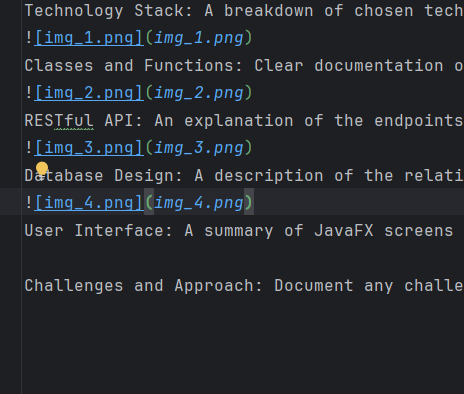 Technology Stack: A breakdown of chosen tech
![img_1.png](img_1.png)
Classes and Functions: Clear documentation o
![img_2.png](img_2.png)
RESTful API: An explanation of the endpoints
![img_3.png](img_3.png)
Database Design: A description of the relati
![img_4.png](img_4.png)
User Interface: A summary of JavaFX screens
Challenges and Approach: Document any challe